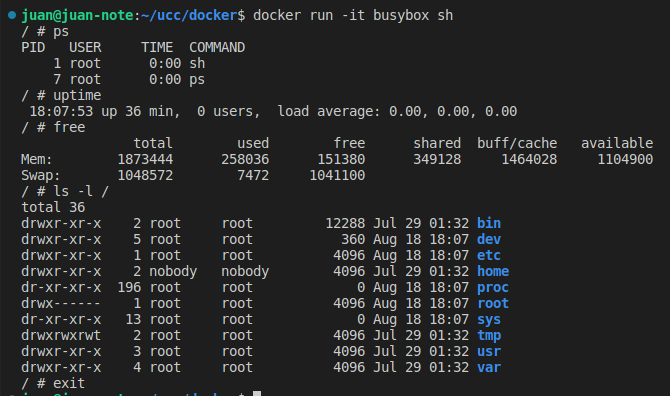 juan@juan-note:~/ucc/docker$ docker run -it busybox sh
/ # ps
PID   USER     TIME  COMMAND
    1 root      0:00 sh
    7 root      0:00 ps
/ # uptime
 18:07:53 up 36 min,  0 users,  load average: 0.00, 0.00, 0.00
/ # free
              total        used        free      shared  buff/cache   available
Mem:        1873444      258036      151380      349128     1464028     1104900
Swap:       1048572        7472     1041100
/ # ls -l /
total 36
drwxr-xr-x    2 root     root         12288 Jul 29 01:32 bin
drwxr-xr-x    5 root     root           360 Aug 18 18:07 dev
drwxr-xr-x    1 root     root          4096 Aug 18 18:07 etc
drwxr-xr-x    2 nobody   nobody        4096 Jul 29 01:32 home
dr-xr-xr-x  196 root     root             0 Aug 18 18:07 proc
drwx------    1 root     root          4096 Aug 18 18:07 root
dr-xr-xr-x   13 root     root             0 Aug 18 18:07 sys
drwxrwxrwt    2 root     root          4096 Jul 29 01:32 tmp
drwxr-xr-x    3 root     root          4096 Jul 29 01:32 usr
drwxr-xr-x    4 root     root          4096 Jul 29 01:32 var
/ # exit